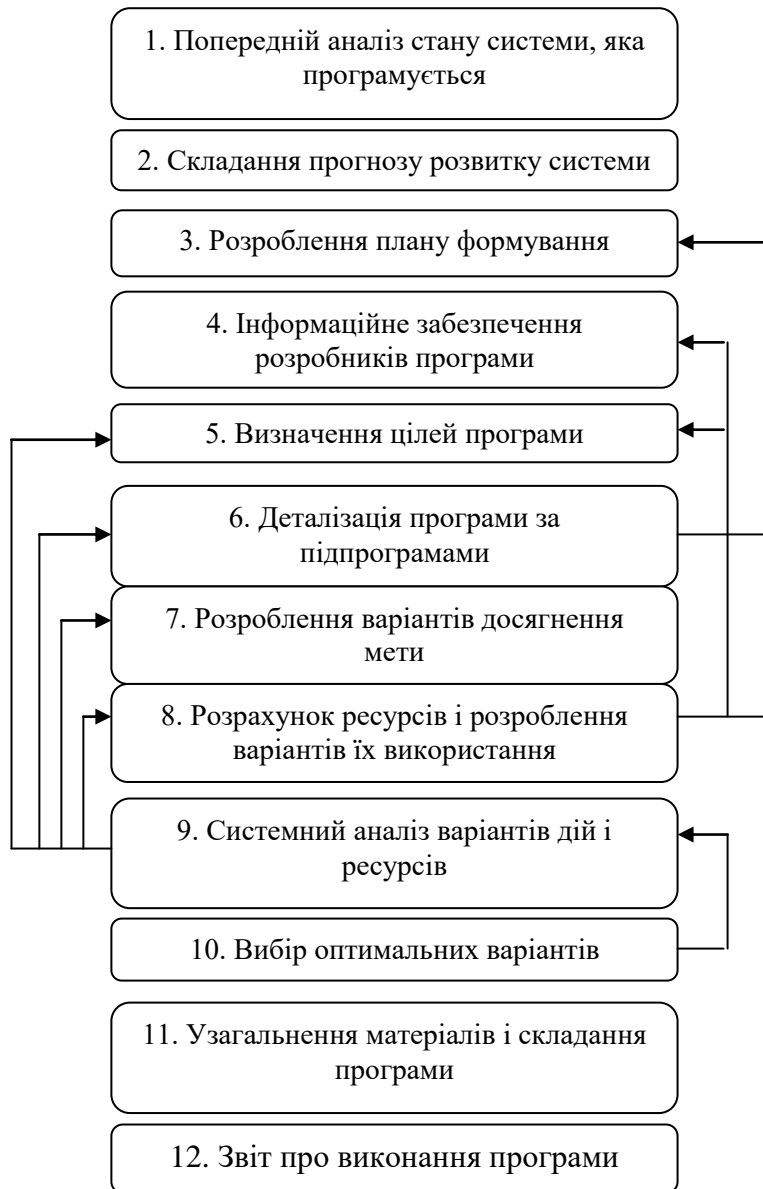 1. Попередній аналіз стану системи, яка
програмується
2. Складання прогнозу розвитку системи
3. Розроблення плану формування
4. Інформаційне забезпечення
розробників програми
5. Визначення цілей програми
6. Деталізація програми за
підпрограмами
7. Розроблення варіантів досягнення
мети
8. Розрахунок ресурсів і розроблення
варіантів їх використання
9. Системний аналіз варіантів дій і
ресурсів
10. Вибір оптимальних варіантів
11. Узагальнення матеріалів і складання
програми
12. Звіт про виконання програми